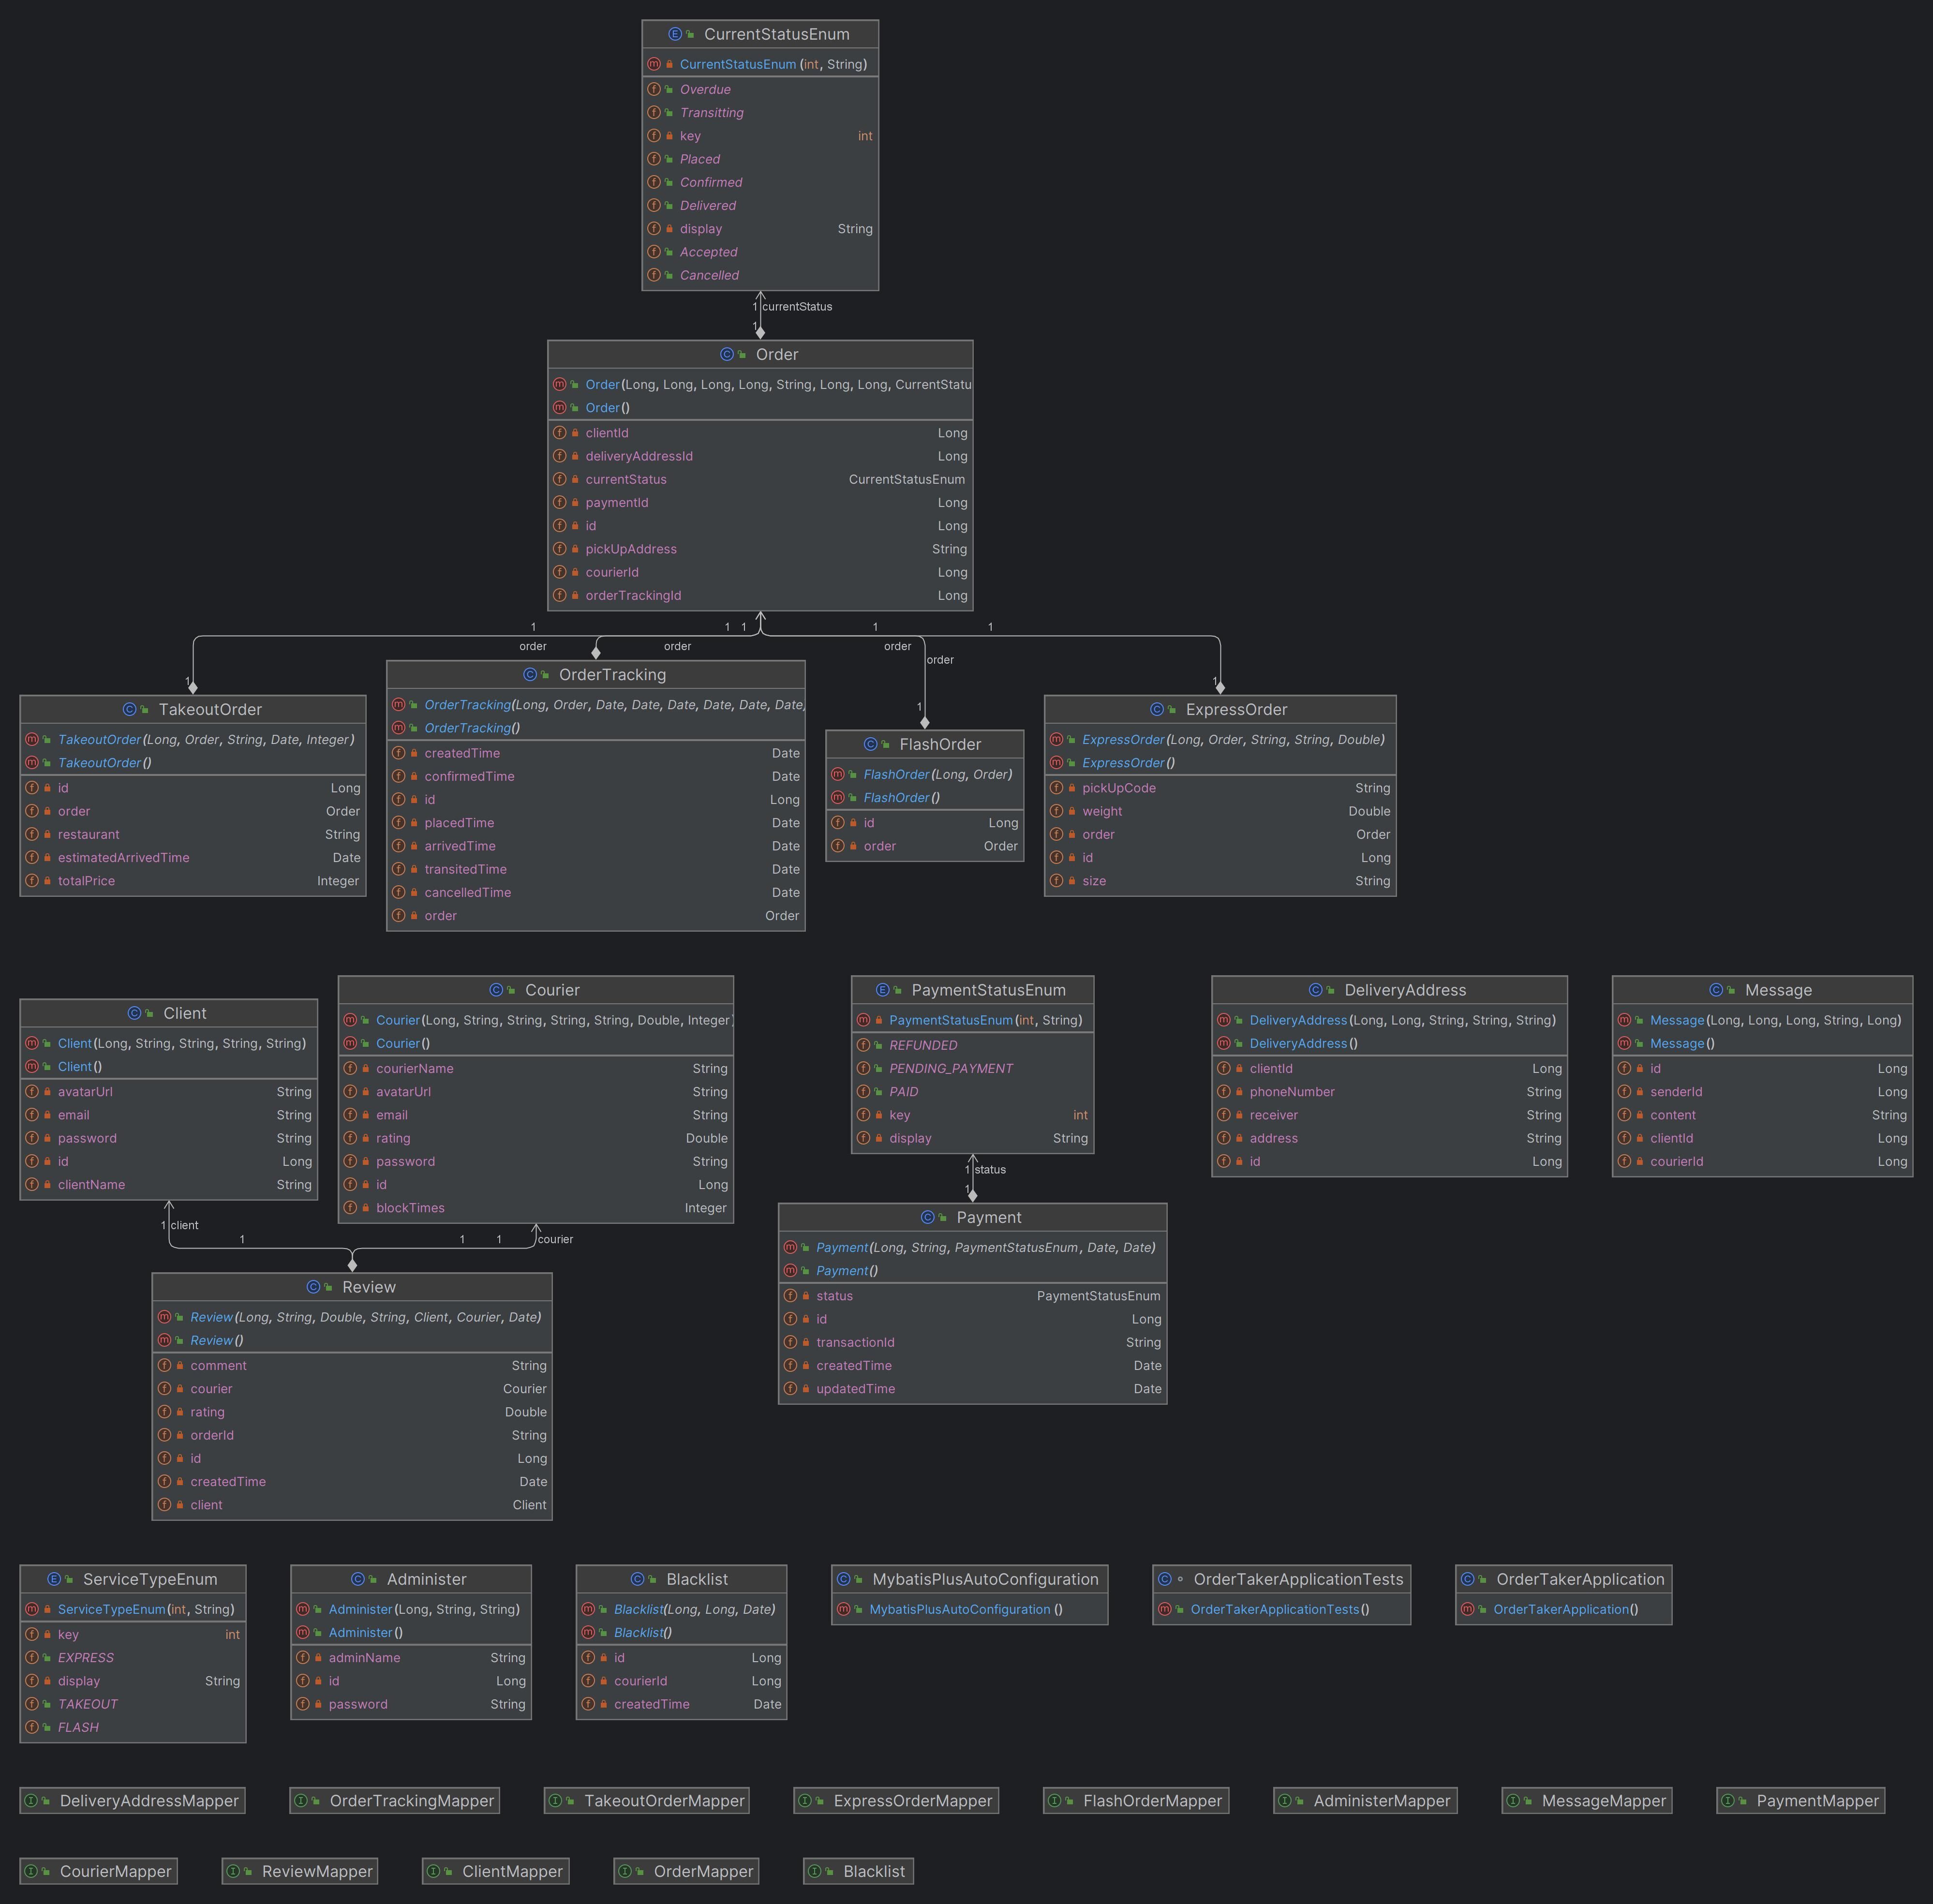 CurrentStatusEnum
CurrentStatusEnum (int, String)
Overdue
Transitting
key int
Placed
Confirmed
Delivered
display String
Accepted
Cancelled
1 currentStatus
1
Order
Order(Long, Long, Long, Long, String, Long, Long, CurrentStatu
Order()
clientId Long
deliveryAddressId Long
currentStatus CurrentStatusEnum
paymentId Long
id Long
pickUpAddress String
courierId Long
orderTrackingId Long
1 1 1 1 1
order order order order
1
TakeoutOrder
TakeoutOrder(Long, Order, String, Date, Integer)
TakeoutOrder()
id Long
order Order
restaurant String
estimatedArrivedTime Date
totalPrice Integer
OrderTracking
OrderTracking(Long, Order, Date, Date, Date, Date, Date, Date,
OrderTracking()
createdTime Date
confirmedTime Date
id Long
placedTime Date
arrivedTime Date
transitedTime Date
cancelledTime Date
order Order
1
FlashOrder
FlashOrder(Long, Order)
FlashOrder()
id Long
order Order
1
ExpressOrder
ExpressOrder(Long, Order, String, String, Double)
ExpressOrder()
pickUpCode String
weight Double
order Order
id Long
size String
Client
Client(Long, String, String, String, String)
Client()
avatarUrl String
email String
password String
id Long
clientName String
Courier
Courier(Long, String, String, String, String, Double, Integer)
Courier()
courierName String
avatarUrl String
email String
rating Double
password String
id Long
blockTimes Integer
PaymentStatusEnum
PaymentStatusEnum(int, String)
REFUNDED
PENDING_PAYMENT
PAID
key int
display String
DeliveryAddress
DeliveryAddress(Long, Long, String, String, String)
DeliveryAddress()
clientId Long
phoneNumber String
receiver String
address String
id Long
Message
Message(Long, Long, Long, String, Long)
Message()
id Long
senderId Long
content String
clientId Long
courierId Long
1 client
1 1 1 courier
1 status
1
Review
Review(Long, String, Double, String, Client, Courier, Date)
Review()
comment String
courier Courier
rating Double
orderId String
id Long
createdTime Date
client Client
Payment
Payment(Long, String, PaymentStatusEnum, Date, Date)
Payment()
status PaymentStatusEnum
id Long
transactionId String
createdTime Date
updatedTime Date
ServiceTypeEnum
ServiceTypeEnum(int, String)
key int
EXPRESS
display String
TAKEOUT
FLASH
Administer
Administer(Long, String, String)
Administer()
adminName String
id Long
password String
Blacklist
Blacklist(Long, Long, Date)
Blacklist()
id Long
courierId Long
createdTime Date
MybatisPlusAutoConfiguration
MybatisPlusAutoConfiguration ()
OrderTakerApplicationTests
OrderTakerApplicationTests()
OrderTakerApplication
OrderTakerApplication()
DeliveryAddressMapper
OrderTrackingMapper
TakeoutOrderMapper
ExpressOrderMapper
FlashOrderMapper
AdministerMapper
MessageMapper
PaymentMapper
CourierMapper
ReviewMapper
ClientMapper
OrderMapper
Blacklist